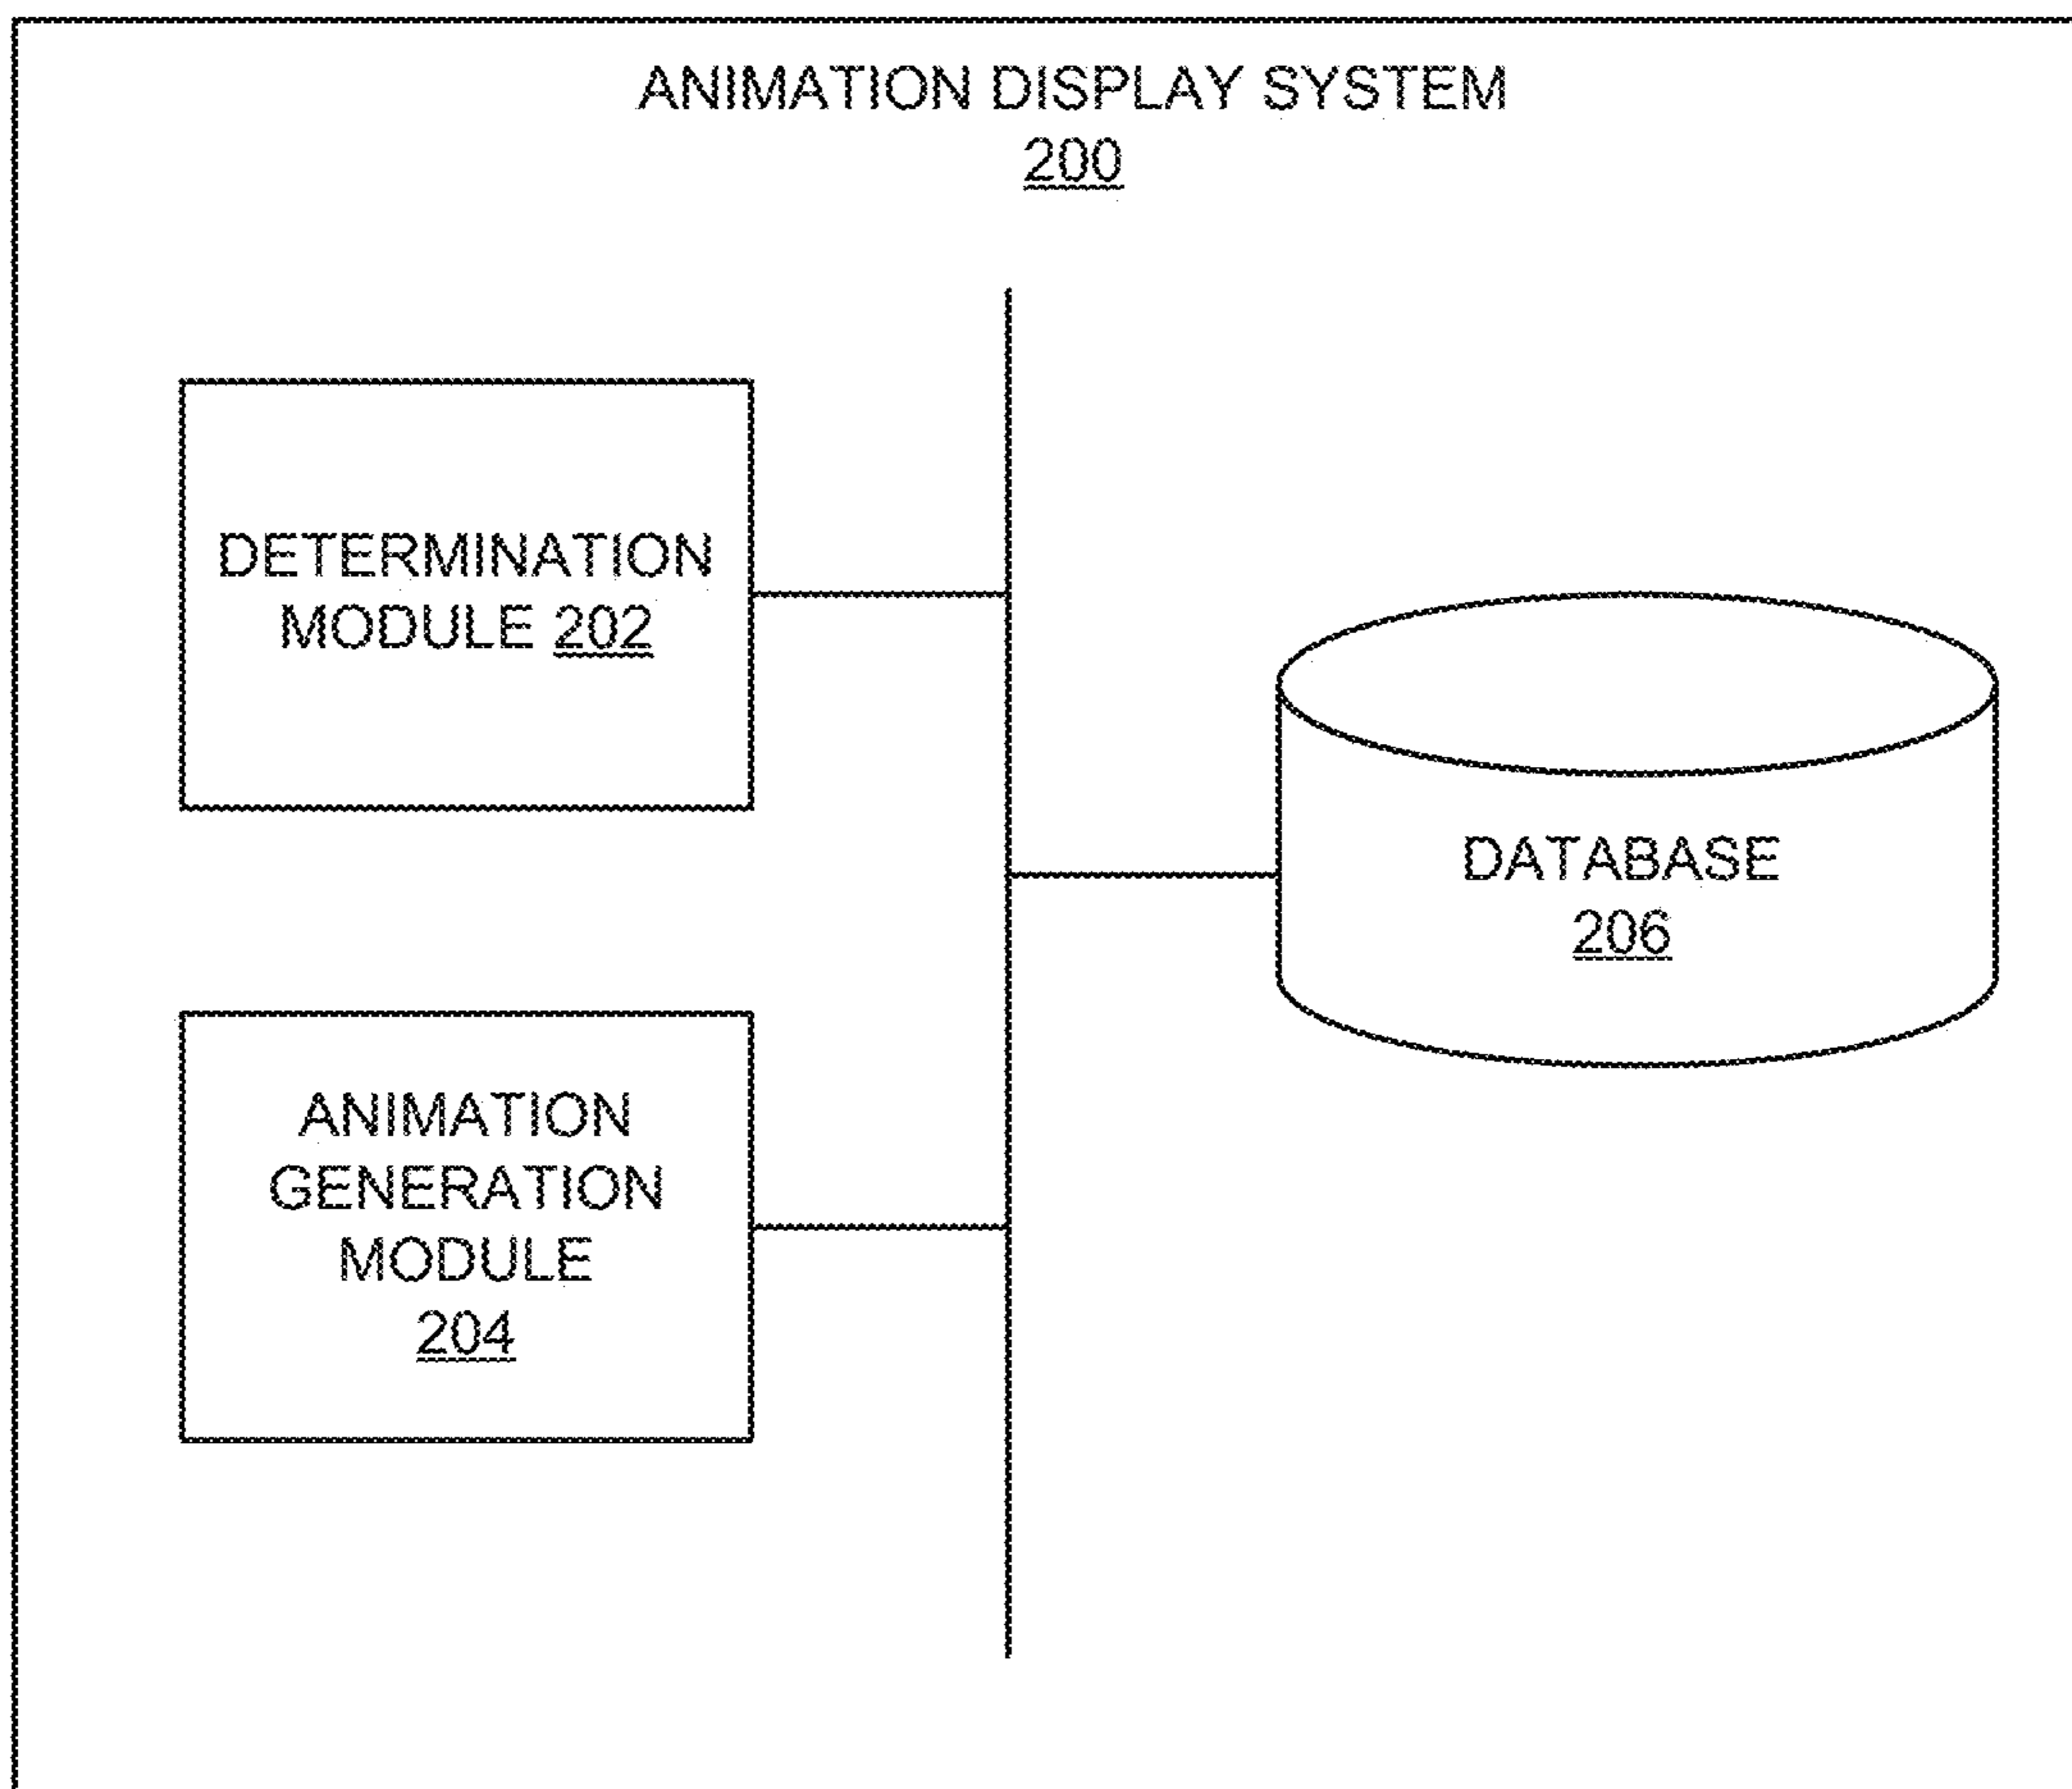 ANIMATION DISPLAY SYSTEM
200
DETERMINATION
MODULE 202
DATABASE
206
ANIMATION
GENERATION
MODULE
204